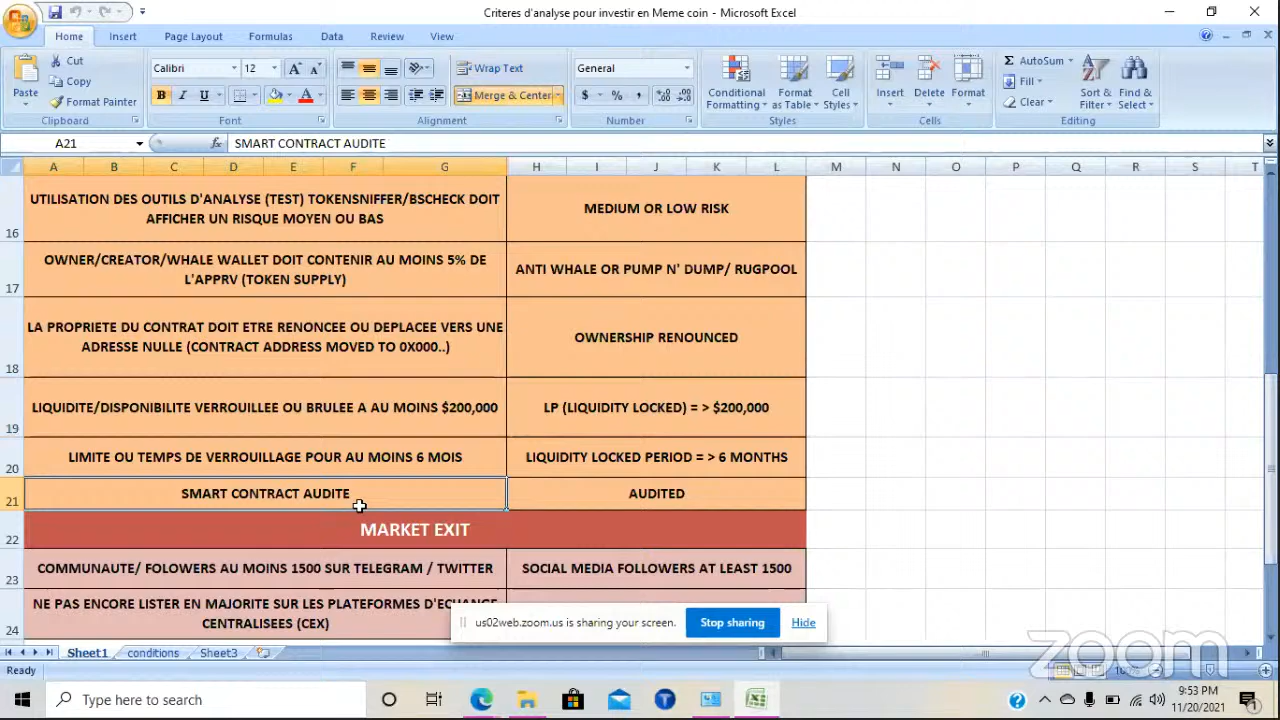 Criteres d'analyse pour investir en Meme coin - Microsoft Excel
Home Insert Page Layout Formulas Data Review View
Paste
Cut
Copy
Format Painter
Clipboard
Calibri 12
B I U
Font
Wrap Text
Merge & Center
Alignment
General
$ % ,
Number
Conditional Formatting
Format as Table
Cell Styles
Styles
Insert Delete Format
Cells
AutoSum
Fill
Clear
Sort & Filter
Find & Select
Editing
A21 fx SMART CONTRACT AUDITE
A B C D E F G H I J K L M N O P Q R S T
UTILISATION DES OUTILS D'ANALYSE (TEST) TOKENSNIFFER/BSCHECK DOIT
AFFICHER UN RISQUE MOYEN OU BAS
MEDIUM OR LOW RISK
16
OWNER/CREATOR/WHALE WALLET DOIT CONTENIR AU MOINS 5% DE
L'APPRV (TOKEN SUPPLY)
ANTI WHALE OR PUMP N' DUMP/ RUGPOOL
17
LA PROPRIETE DU CONTRAT DOIT ETRE RENONCEE OU DEPLACEE VERS UNE
ADRESSE NULLE (CONTRACT ADDRESS MOVED TO 0X000..)
OWNERSHIP RENOUNCED
18
LIQUIDITE/DISPONIBILITE VERROUILLEE OU BRULEE A AU MOINS $200,000
LP (LIQUIDITY LOCKED) = > $200,000
19
LIMITE OU TEMPS DE VERROUILLAGE POUR AU MOINS 6 MOIS
LIQUIDITY LOCKED PERIOD = > 6 MONTHS
20
SMART CONTRACT AUDITE
AUDITED
21
MARKET EXIT
22
COMMUNAUTE/ FOLOWERS AU MOINS 1500 SUR TELEGRAM / TWITTER
SOCIAL MEDIA FOLLOWERS AT LEAST 1500
23
NE PAS ENCORE LISTER EN MAJORITE SUR LES PLATEFORMES D'ECHANGE
CENTRALISEES (CEX)
24
us02web.zoom.us is sharing your screen. Stop sharing Hide
Sheet1 conditions Sheet3
Ready
zoom
Type here to search
9:53 PM
11/20/2021